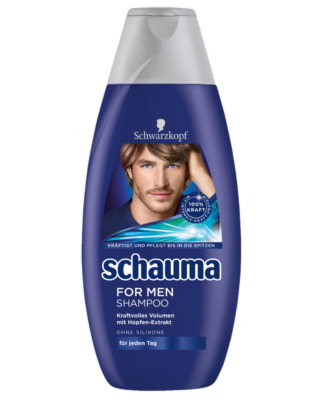 Schwarzkopf
100%
KRAFT
KRÄFTIGT UND PFLEGT BIS IN DIE SPITZEN
schauma
FOR MEN
SHAMPOO
Kraftvolles Volumen
mit Hopfen-Extrakt
OHNE SILIKONE
für jeden Tag